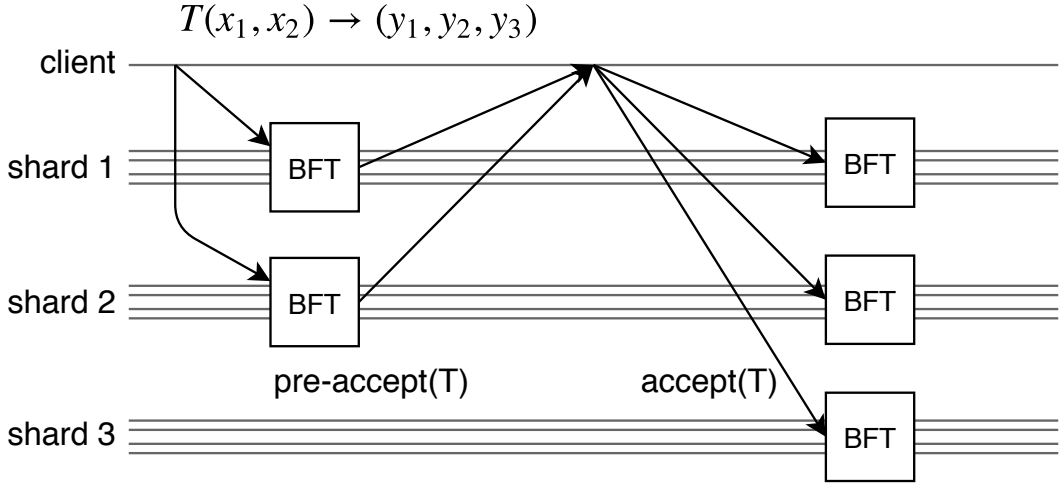 T(x₁, x₂) → (y₁, y₂, y₃)
client
BFT
BFT
shard 1
BFT
BFT
shard 2
pre-accept(T)
accept(T)
shard 3
BFT